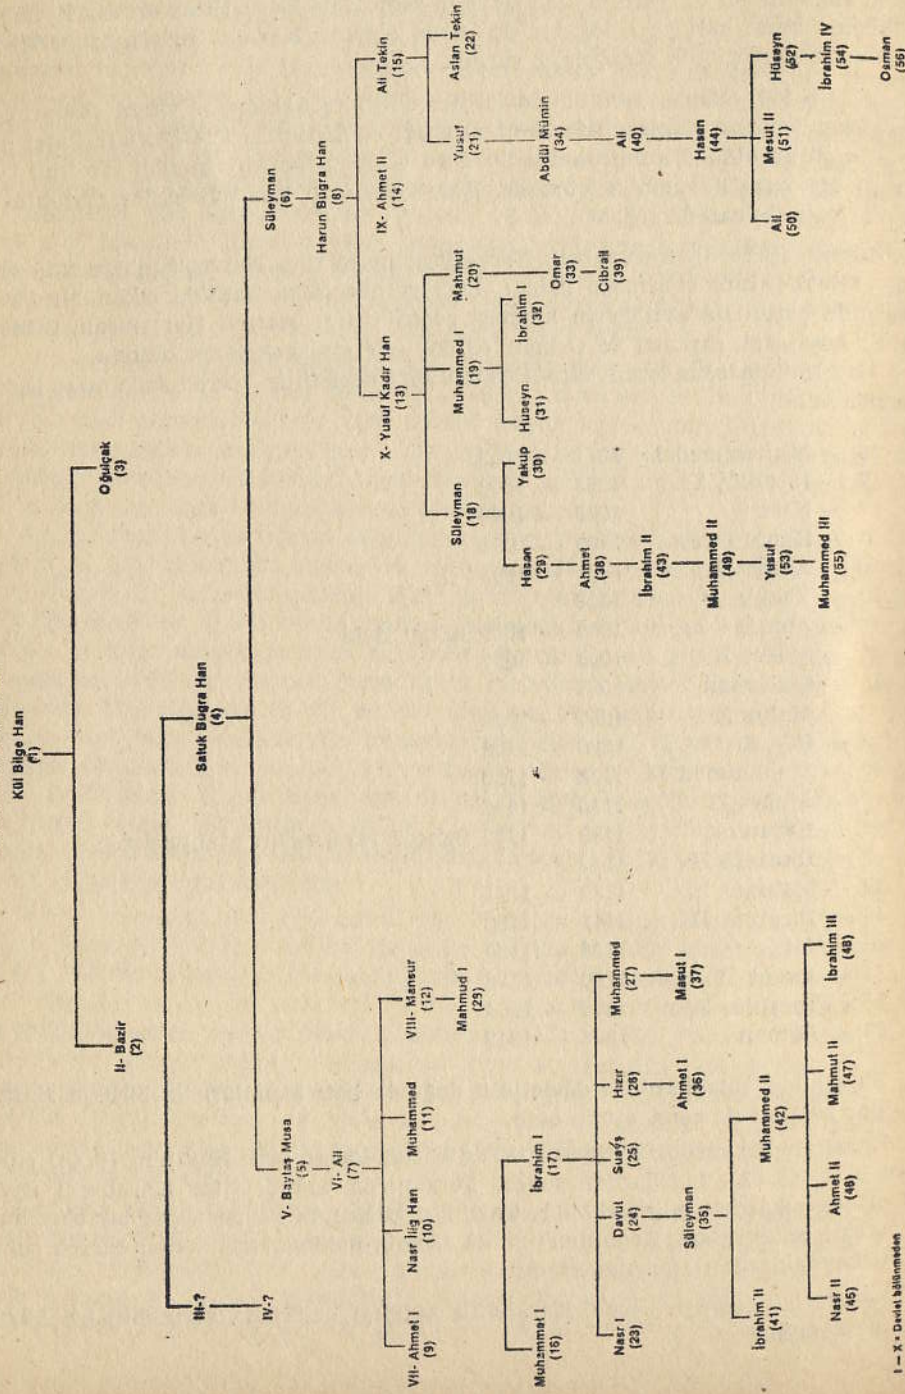 Kül Bilge Han
(1)
II- Bazir
(2)
Oğulçak
(3)
III-?
Satuk Bugra Han
(4)
IV-?
V- Baytaş Musa
(5)
Süleyman
(6)
VI- Ali
(7)
Harun Bugra Han
(8)
VII- Ahmet I
(9)
Nasr İlig Han
(10)
Muhammed
(11)
VIII- Mansur
(12)
X- Yusuf Kadır Han
(13)
IX- Ahmet II
(14)
Ali Tekin
(15)
Mahmud I
(29)
Süleyman
(18)
Muhammed I
(19)
Mahmut
(20)
Yusuf
(21)
Aslan Tekin
(22)
Muhammet I
(16)
İbrahim I
(17)
Hasan
(29)
Yakup
(30)
Huseyn
(31)
İbrahim I
(32)
Omar
(33)
Abdül Mümin
(34)
Nasr I
(23)
Davut
(24)
Suayş
(25)
Hızır
(26)
Muhammed
(27)
Ahmet
(38)
Cibrail
(39)
Ali
(40)
Süleyman
(35)
Ahmet I
(36)
Masut I
(37)
İbrahim II
(43)
Hasan
(44)
İbrahim II
(41)
Muhammed II
(42)
Muhammed II
(49)
Ali
(50)
Mesut II
(51)
Hüseyn
(52)
Nasr II
(45)
Ahmet II
(46)
Mahmut II
(47)
İbrahim III
(48)
Yusuf
(53)
İbrahim IV
(54)
Muhammed III
(55)
Osman
(56)
I — X = Devlet bölünmeden